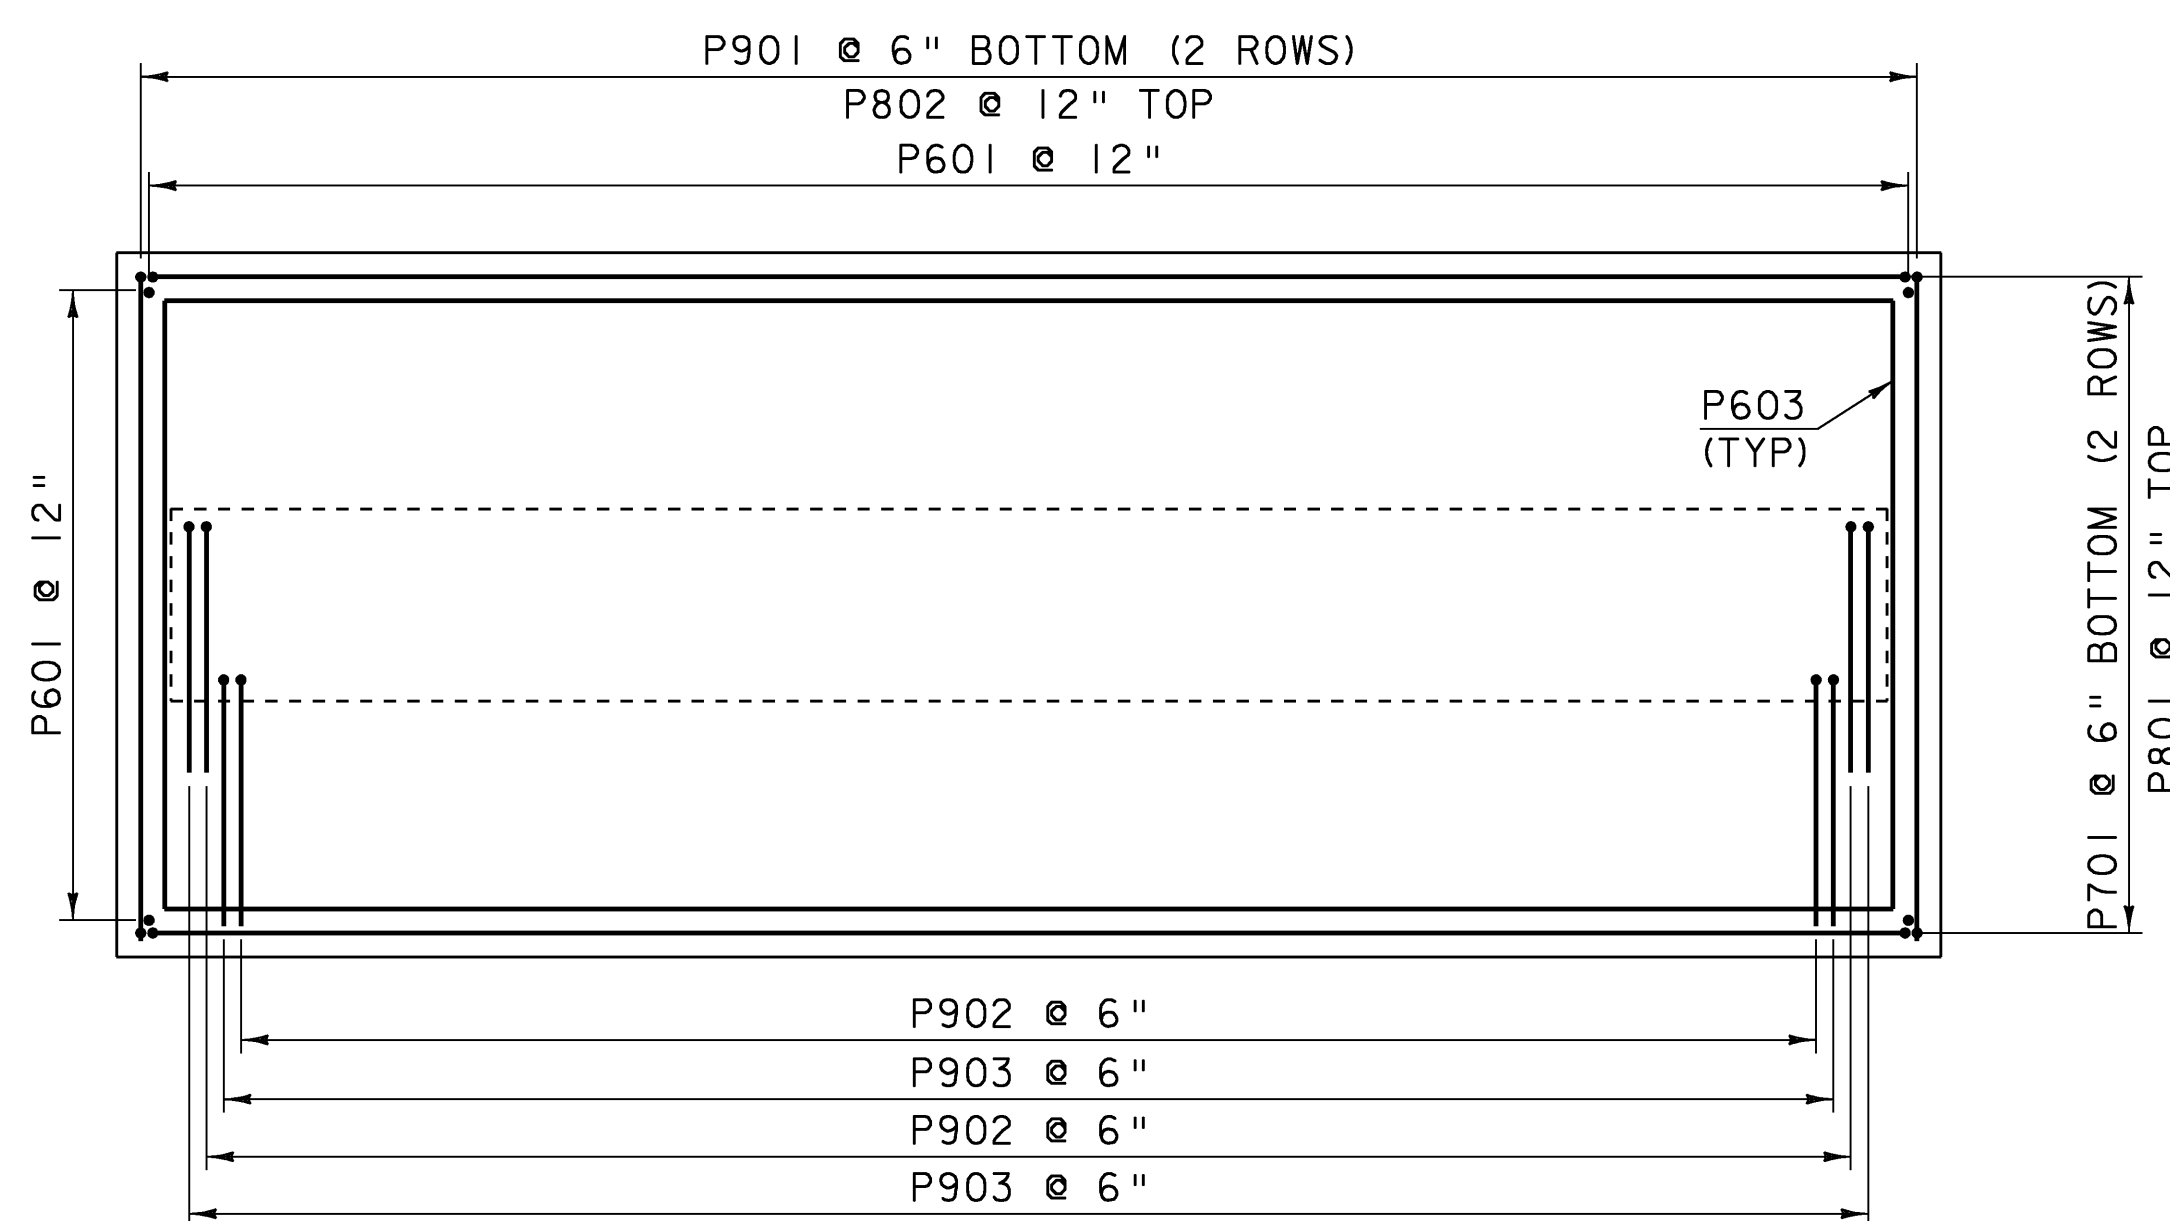 P901 @ 6" BOTTOM (2 ROWS)
P802 @ 12" TOP
P601 @ 12"
P601 @ 12"
P603
(TYP)
P701 @ 6" BOTTOM (2 ROWS)
P801 @ 12" TOP
P902 @ 6"
P903 @ 6"
P902 @ 6"
P903 @ 6"